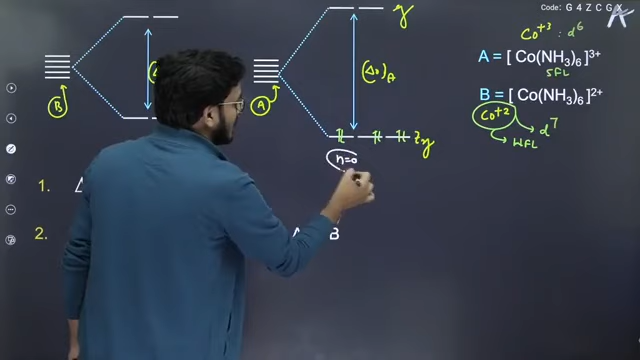 Code: G 4 Z C G X
Co+3 : d6
A = [ Co(NH3)6]3+
SFL
B = [ Co(NH3)6]2+
Co+2
d7
WFL
B
A
(Δ0)A
n=0
1. Δ
2.
B